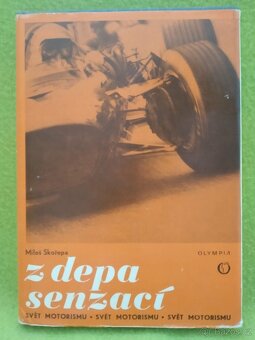 Miloš Skořepa
OLYMPIA
z depa
senzací
SVĚT MOTORISMU • SVĚT MOTORISMU • SVĚT MOTORISMU